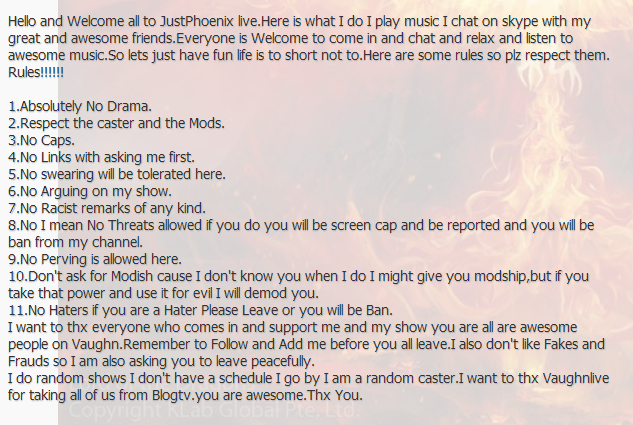 Hello and Welcome all to JustPhoenix live.Here is what I do I play music I chat on skype with my
great and awesome friends.Everyone is Welcome to come in and chat and relax and listen to
awesome music.So lets just have fun life is to short not to.Here are some rules so plz respect them.
Rules!!!!!!
1.Absolutely No Drama.
2.Respect the caster and the Mods.
3.No Caps.
4.No Links with asking me first.
5.No swearing will be tolerated here.
6.No Arguing on my show.
7.No Racist remarks of any kind.
8.No I mean No Threats allowed if you do you will be screen cap and be reported and you will be
ban from my channel.
9.No Perving is allowed here.
10.Don't ask for Modish cause I don't know you when I do I might give you modship,but if you
take that power and use it for evil I will demod you.
11.No Haters if you are a Hater Please Leave or you will be Ban.
I want to thx everyone who comes in and support me and my show you are all are awesome
people on Vaughn.Remember to Follow and Add me before you all leave.I also don't like Fakes and
Frauds so I am also asking you to leave peacefully.
I do random shows I don't have a schedule I go by I am a random caster.I want to thx Vaughnlive
for taking all of us from Blogtv.you are awesome.Thx You.
Copyright KLab Global Pte. Ltd.